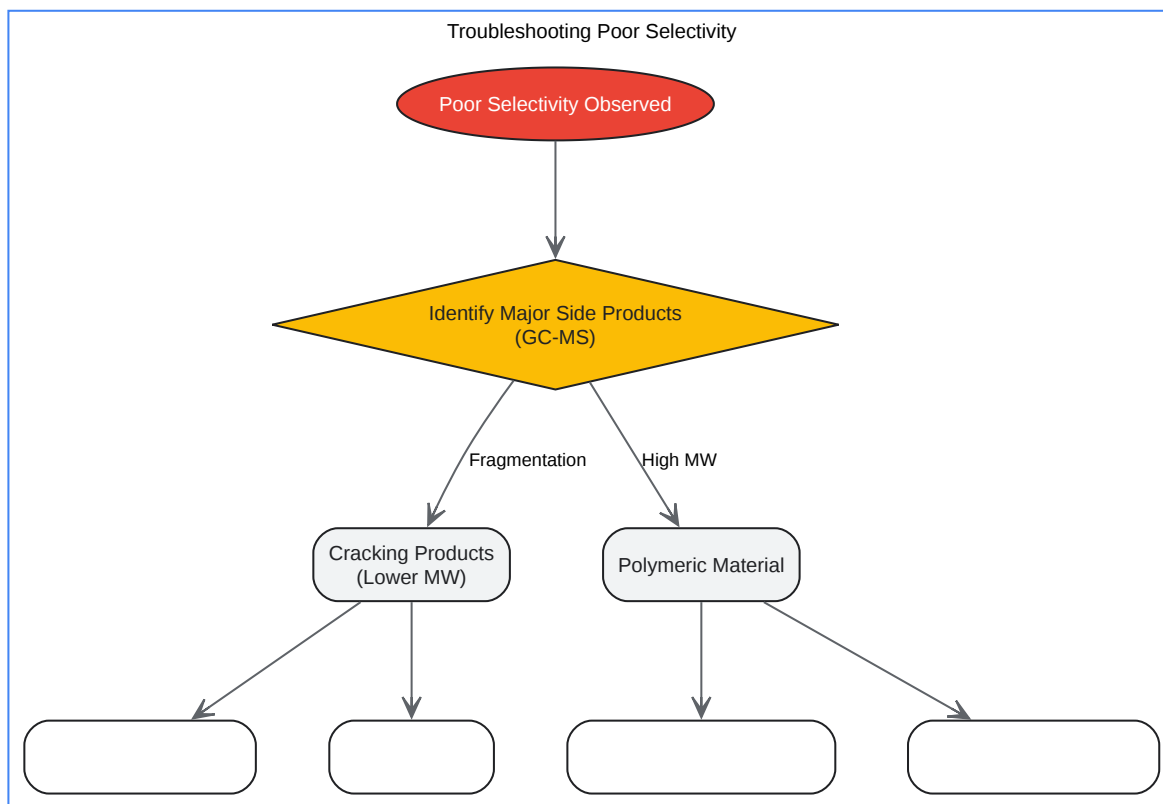 Troubleshooting Poor Selectivity
Poor Selectivity Observed
Identify Major Side Products
(GC-MS)
Fragmentation
High MW
Cracking Products
(Lower MW)
Polymeric Material